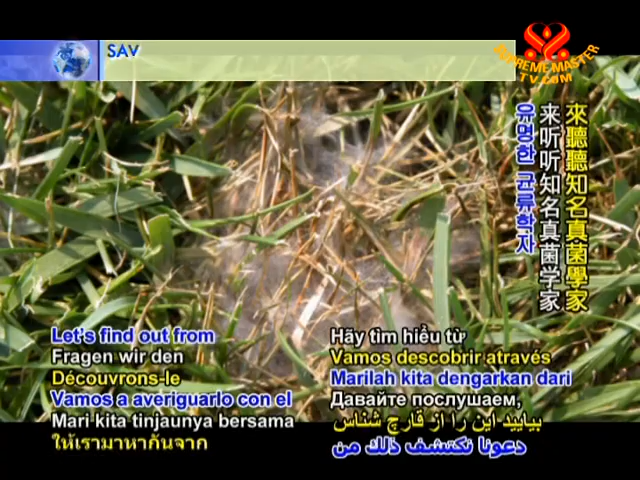 SAV
SUPREME MASTER
TV.COM
來聽聽知名真菌學家
来听听知名真菌学家
유명한 균류학자
Let's find out from
Fragen wir den
Découvrons-le
Vamos a averiguarlo con el
Mari kita tinjaunya bersama
ให้เรามาหากันจาก
Hãy tìm hiểu từ
Vamos descobrir através
Marilah kita dengarkan dari
Давайте послушаем,
بیایید این را از قارچ شناس
دعونا نكتشف ذلك من